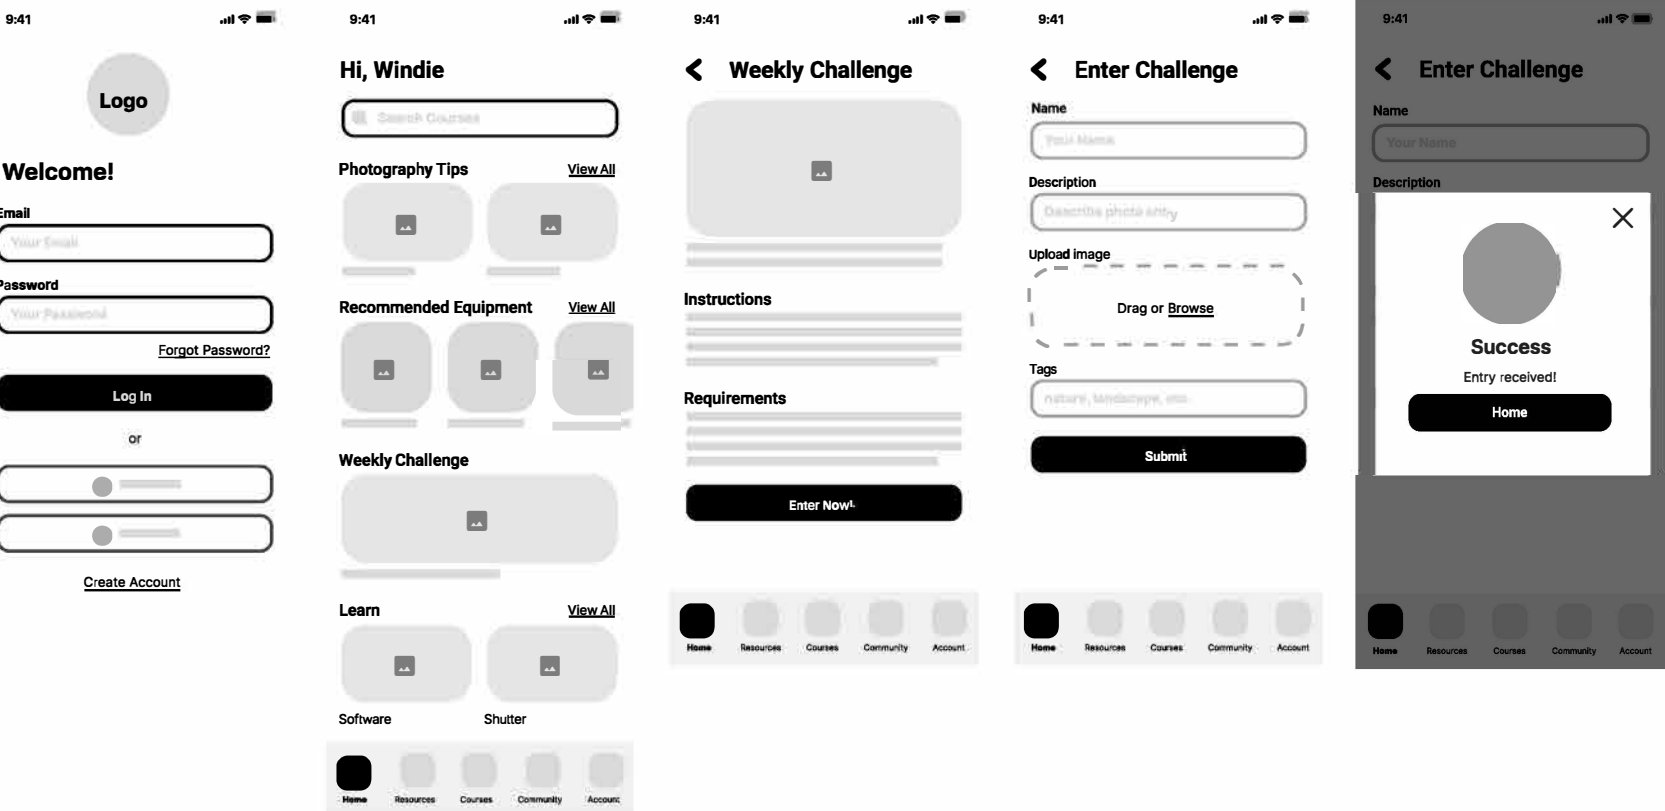 9:41
Logo
Welcome!
Email
Your Email
Password
Your Password
Forgot Password?
Log In
or
Create Account
9:41
Hi, Windie
Search Courses
Photography Tips
View All
Recommended Equipment
View All
Weekly Challenge
Learn
View All
Software
Shutter
Home
Resources
Courses
Community
Account
9:41
Weekly Challenge
Instructions
Requirements
Enter Now!
Home
Resources
Courses
Community
Account
9:41
Enter Challenge
Name
Your Name
Description
Describe photo entry
Upload image
Drag or Browse
Tags
nature, landscape, etc.
Submit
Home
Resources
Courses
Community
Account
9:41
Enter Challenge
Name
Your Name
Description
Success
Entry received!
Home
Home
Resources
Courses
Community
Account